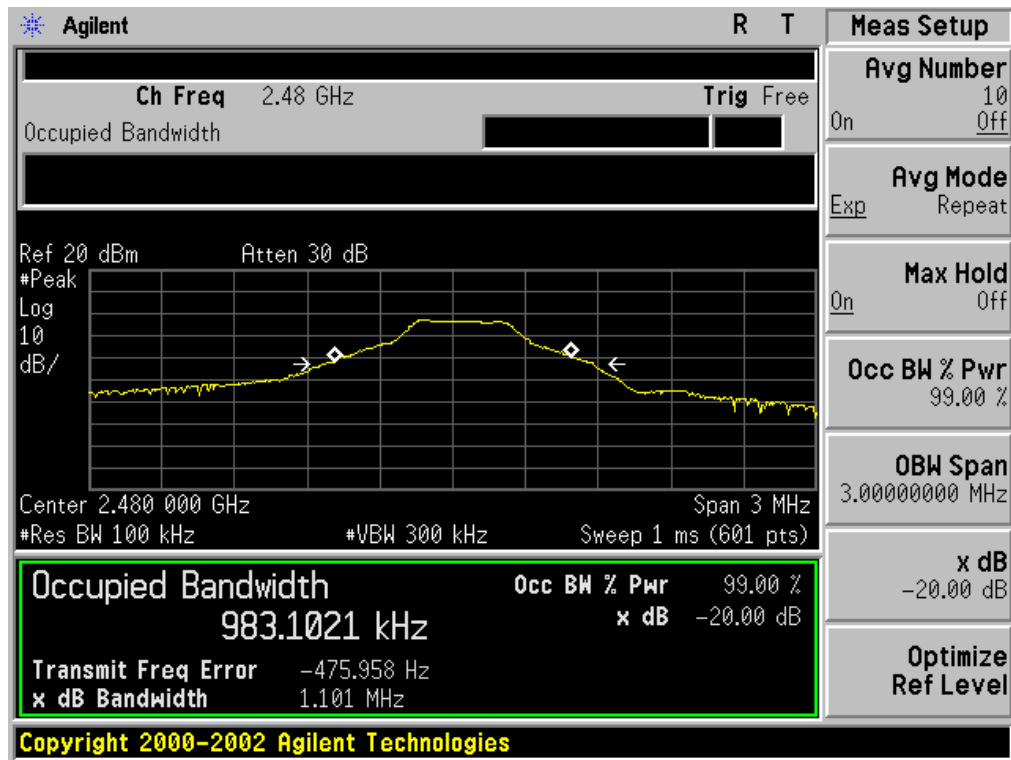 Agilent R T
Ch Freq 2.48 GHz Trig Free
Occupied Bandwidth
Ref 20 dBm Atten 30 dB
#Peak
Log
10
dB/
Center 2.480 000 GHz Span 3 MHz
#Res BW 100 kHz #VBW 300 kHz Sweep 1 ms (601 pts)
Occupied Bandwidth Occ BW % Pwr 99.00 %
983.1021 kHz x dB -20.00 dB
Transmit Freq Error -475.958 Hz
x dB Bandwidth 1.101 MHz
Copyright 2000-2002 Agilent Technologies
Meas Setup
Avg Number
10
On Off
Avg Mode
Exp Repeat
Max Hold
On Off
Occ BW % Pwr
99.00 %
OBW Span
3.00000000 MHz
x dB
-20.00 dB
Optimize
Ref Level